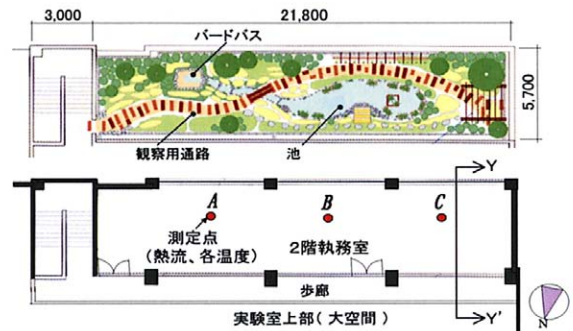 3,000
21,800
バードバス
5,700
観察用通路
池
Y
A
B
C
測定点
(熱流、各温度)
2階執務室
歩廊
Y'
実験室上部(大空間)
N